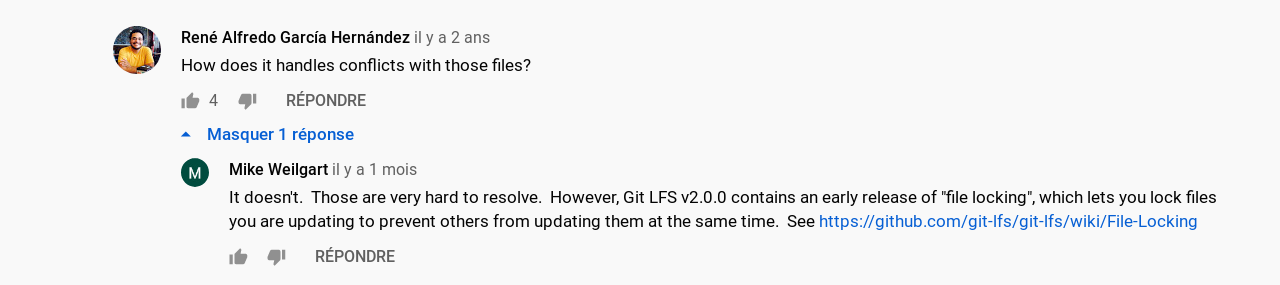 René Alfredo García Hernández il y a 2 ans
How does it handles conflicts with those files?
4 RÉPONDRE
Masquer 1 réponse
M Mike Weilgart il y a 1 mois
It doesn't.  Those are very hard to resolve.  However, Git LFS v2.0.0 contains an early release of "file locking", which lets you lock files
you are updating to prevent others from updating them at the same time.  See https://github.com/git-lfs/git-lfs/wiki/File-Locking
RÉPONDRE